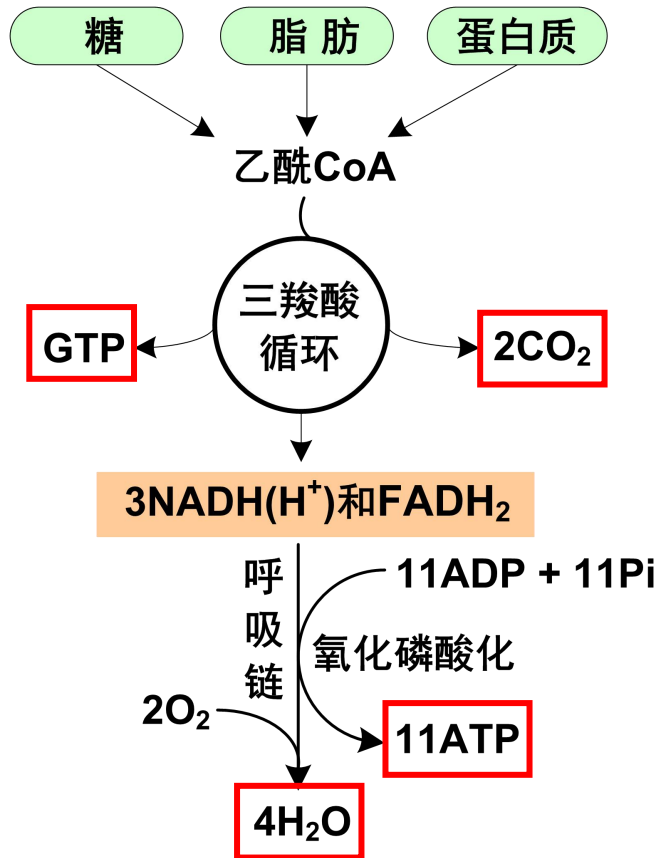 糖
脂 肪
蛋白质
乙酰CoA
三羧酸
循环
GTP
2CO₂
3NADH(H⁺)和FADH₂
呼
吸
链
11ADP + 11Pi
氧化磷酸化
2O₂
11ATP
4H₂O